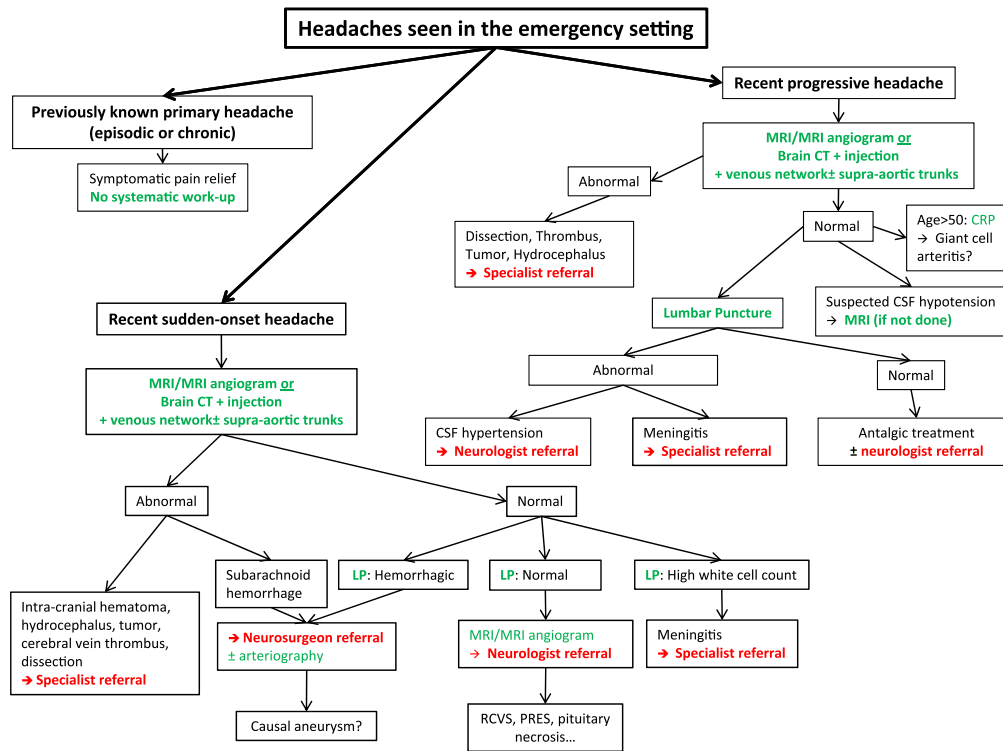 Headaches seen in the emergency setting
Previously known primary headache
(episodic or chronic)
Symptomatic pain relief
No systematic work-up
Recent progressive headache
MRI/MRI angiogram or
Brain CT + injection
+ venous network± supra-aortic trunks
Abnormal
Dissection, Thrombus,
Tumor, Hydrocephalus
➔ Specialist referral
Normal
Age>50: CRP
→ Giant cell
arteritis?
Suspected CSF hypotension
→ MRI (if not done)
Lumbar Puncture
Abnormal
Normal
CSF hypertension
➔ Neurologist referral
Meningitis
➔ Specialist referral
Antalgic treatment
± neurologist referral
Recent sudden-onset headache
MRI/MRI angiogram or
Brain CT + injection
+ venous network± supra-aortic trunks
Abnormal
Normal
Intra-cranial hematoma,
hydrocephalus, tumor,
cerebral vein thrombus,
dissection
➔ Specialist referral
Subarachnoid
hemorrhage
LP: Hemorrhagic
LP: Normal
LP: High white cell count
➔ Neurosurgeon referral
± arteriography
MRI/MRI angiogram
→ Neurologist referral
Meningitis
➔ Specialist referral
Causal aneurysm?
RCVS, PRES, pituitary
necrosis…